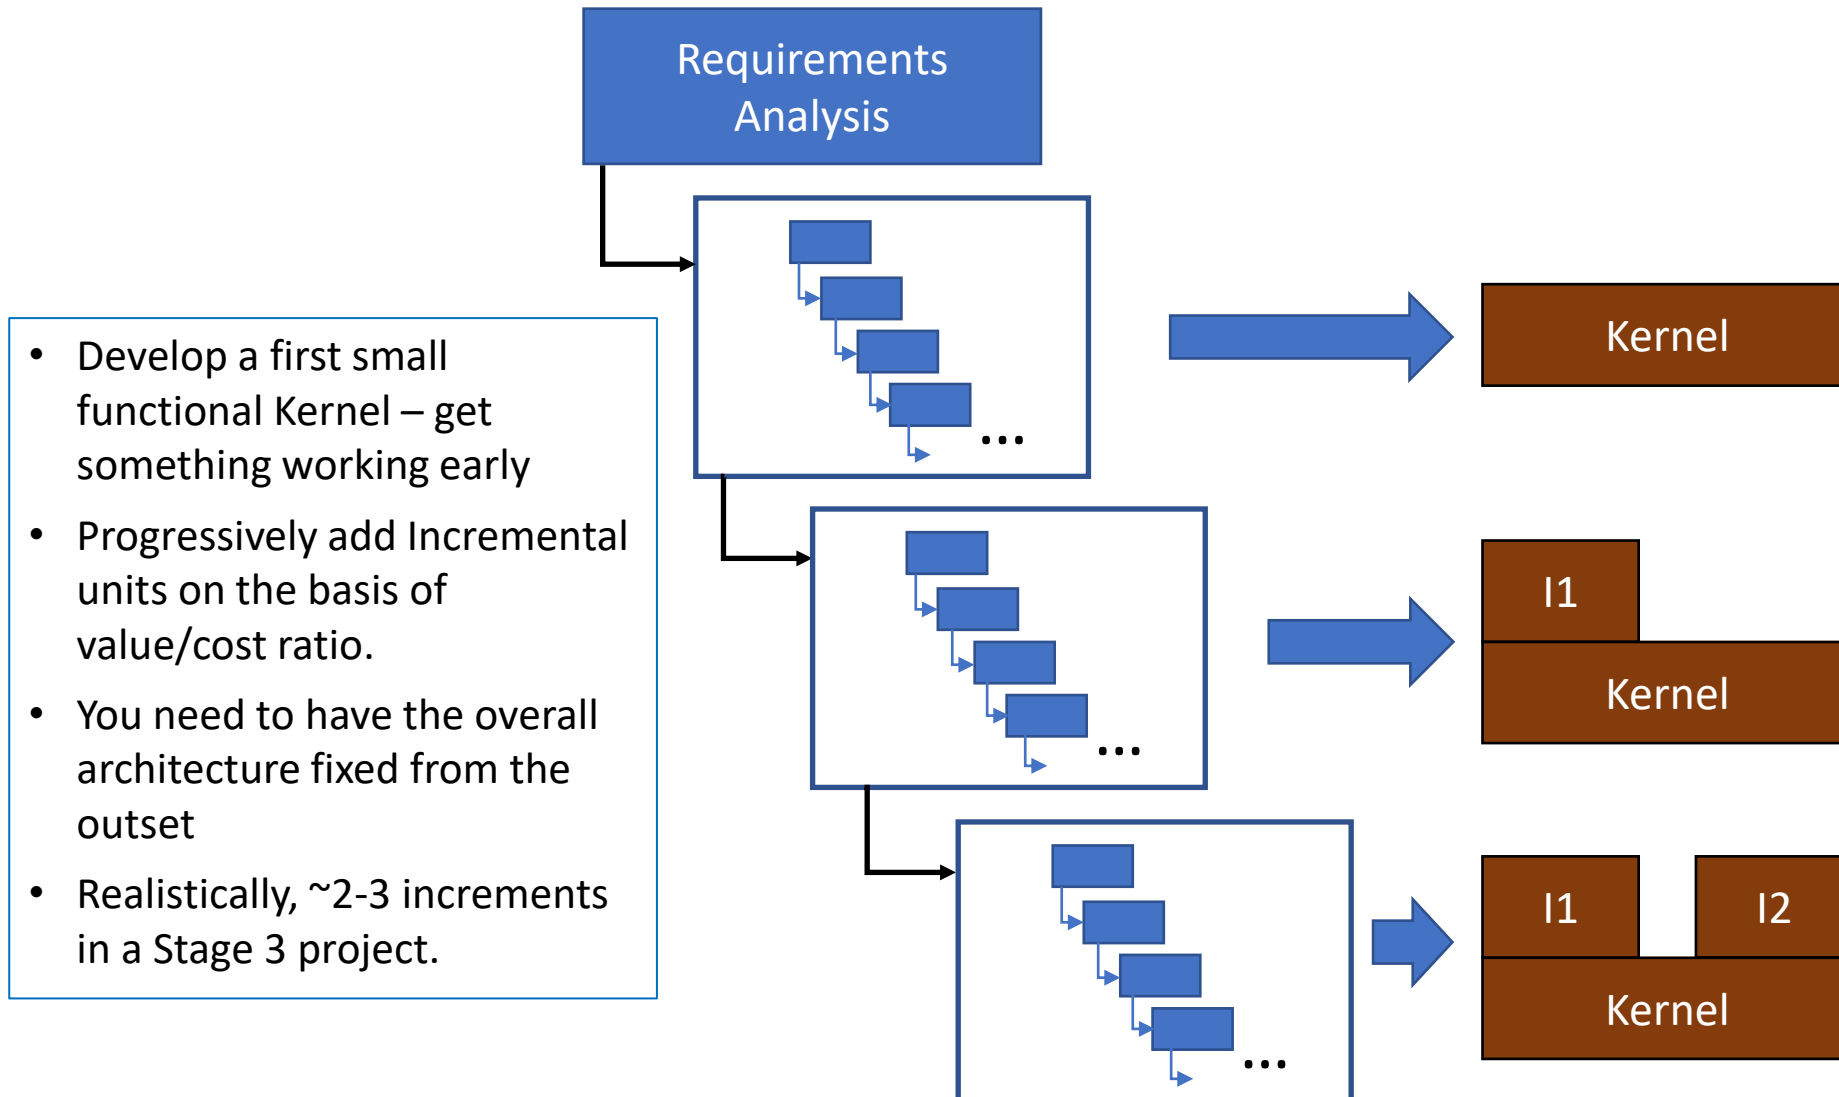 Requirements
Analysis
• Develop a first small
functional Kernel – get
something working early
• Progressively add Incremental
units on the basis of
value/cost ratio.
• You need to have the overall
architecture fixed from the
outset
• Realistically, ~2-3 increments
in a Stage 3 project.
...
Kernel
...
I1
Kernel
...
I1 I2
Kernel